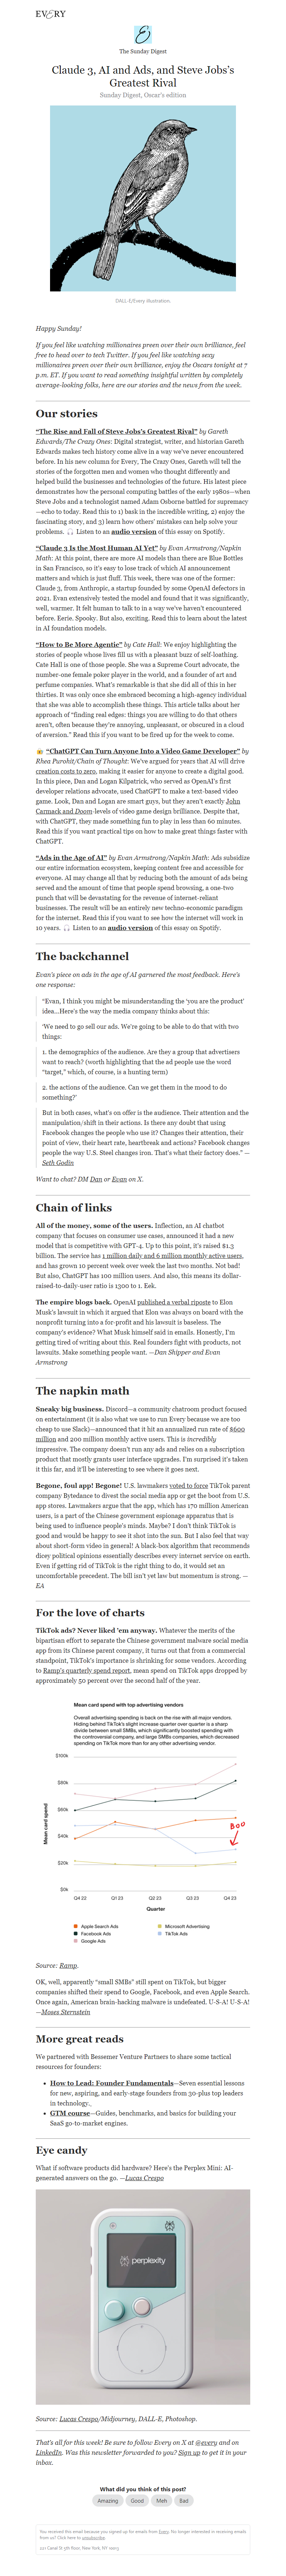 EVERY
The Sunday Digest
Claude 3, AI and Ads, and Steve Jobs’s
Greatest Rival
Sunday Digest, Oscar's edition
DALL-E/Every illustration.
Happy Sunday!
If you feel like watching millionaires preen over their own brilliance, feel
free to head over to tech Twitter. If you feel like watching sexy
millionaires preen over their own brilliance, enjoy the Oscars tonight at 7
p.m. ET. If you want to read something insightful written by completely
average-looking folks, here are our stories and the news from the week.
Our stories
“The Rise and Fall of Steve Jobs’s Greatest Rival” by Gareth
Edwards/The Crazy Ones: Digital strategist, writer, and historian Gareth
Edwards makes tech history come alive in a way we've never encountered
before. In his new column for Every, The Crazy Ones, Gareth will tell the
stories of the forgotten men and women who thought differently and
helped build the businesses and technologies of the future. His latest piece
demonstrates how the personal computing battles of the early 1980s—when
Steve Jobs and a technologist named Adam Osborne battled for supremacy
—echo to today. Read this to 1) bask in the incredible writing, 2) enjoy the
fascinating story, and 3) learn how others' mistakes can help solve your
problems. 🎧 Listen to an audio version of this essay on Spotify.
“Claude 3 Is the Most Human AI Yet” by Evan Armstrong/Napkin
Math: At this point, there are more AI models than there are Blue Bottles
in San Francisco, so it's easy to lose track of which AI announcement
matters and which is just fluff. This week, there was one of the former:
Claude 3, from Anthropic, a startup founded by some OpenAI defectors in
2021. Evan extensively tested the model and found that it was significantly,
well, warmer. It felt human to talk to in a way we've haven't encountered
before. Eerie. Spooky. But also, exciting. Read this to learn about the latest
in AI foundation models.
“How to Be More Agentic” by Cate Hall: We enjoy highlighting the
stories of people whose lives fill us with a pleasant buzz of self-loathing.
Cate Hall is one of those people. She was a Supreme Court advocate, the
number-one female poker player in the world, and a founder of art and
perfume companies. What's remarkable is that she did all of this in her
thirties. It was only once she embraced becoming a high-agency individual
that she was able to accomplish these things. This article talks about her
approach of “finding real edges: things you are willing to do that others
aren't, often because they're annoying, unpleasant, or obscured in a cloud
of aversion.” Read this if you want to be fired up for the week to come.
🔏 “ChatGPT Can Turn Anyone Into a Video Game Developer” by
Rhea Purohit/Chain of Thought: We've argued for years that AI will drive
creation costs to zero, making it easier for anyone to create a digital good.
In this piece, Dan and Logan Kilpatrick, who served as OpenAI's first
developer relations advocate, used ChatGPT to make a text-based video
game. Look, Dan and Logan are smart guys, but they aren't exactly John
Carmack and Doom-levels of video game design brilliance. Despite that,
with ChatGPT, they made something fun to play in less than 60 minutes.
Read this if you want practical tips on how to make great things faster with
ChatGPT.
“Ads in the Age of AI” by Evan Armstrong/Napkin Math: Ads subsidize
our entire information ecosystem, keeping content free and accessible for
everyone. AI may change all that by reducing both the amount of ads being
served and the amount of time that people spend browsing, a one-two
punch that will be devastating for the revenue of internet-reliant
businesses. The result will be an entirely new techno-economic paradigm
for the internet. Read this if you want to see how the internet will work in
10 years. 🎧 Listen to an audio version of this essay on Spotify.
The backchannel
Evan's piece on ads in the age of AI garnered the most feedback. Here's
one response:
“Evan, I think you might be misunderstanding the ‘you are the product’
idea…Here's the way the media company thinks about this:
‘We need to go sell our ads. We're going to be able to do that with two
things:
1. the demographics of the audience. Are they a group that advertisers
want to reach? (worth highlighting that the ad people use the word
“target,” which, of course, is a hunting term)
2. the actions of the audience. Can we get them in the mood to do
something?’
But in both cases, what's on offer is the audience. Their attention and the
manipulation/shift in their actions. Is there any doubt that using
Facebook changes the people who use it? Changes their attention, their
point of view, their heart rate, heartbreak and actions? Facebook changes
people the way U.S. Steel changes iron. That's what their factory does.” —
Seth Godin
Want to chat? DM Dan or Evan on X.
Chain of links
All of the money, some of the users. Inflection, an AI chatbot
company that focuses on consumer use cases, announced it had a new
model that is competitive with GPT-4. Up to this point, it's raised $1.3
billion. The service has 1 million daily and 6 million monthly active users,
and has grown 10 percent week over week the last two months. Not bad!
But also, ChatGPT has 100 million users. And also, this means its dollar-
raised-to-daily-user ratio is 1300 to 1. Eek.
The empire blogs back. OpenAI published a verbal riposte to Elon
Musk's lawsuit in which it argued that Elon was always on board with the
nonprofit turning into a for-profit and his lawsuit is baseless. The
company's evidence? What Musk himself said in emails. Honestly, I'm
getting tired of writing about this. Real founders fight with products, not
lawsuits. Make something people want. —Dan Shipper and Evan
Armstrong
The napkin math
Sneaky big business. Discord—a community chatroom product focused
on entertainment (it is also what we use to run Every because we are too
cheap to use Slack)—announced that it hit an annualized run rate of $600
million and 200 million monthly active users. This is incredibly
impressive. The company doesn't run any ads and relies on a subscription
product that mostly grants user interface upgrades. I'm surprised it's taken
it this far, and it'll be interesting to see where it goes next.
Begone, foul app! Begone! U.S. lawmakers voted to force TikTok parent
company Bytedance to divest the social media app or get the boot from U.S.
app stores. Lawmakers argue that the app, which has 170 million American
users, is a part of the Chinese government espionage apparatus that is
being used to influence people's minds. Maybe? I don't think TikTok is
good and would be happy to see it shot into the sun. But I also feel that way
about short-form video in general! A black-box algorithm that recommends
dicey political opinions essentially describes every internet service on earth.
Even if getting rid of TikTok is the right thing to do, it would set an
uncomfortable precedent. The bill isn't yet law but momentum is strong. —
EA
For the love of charts
TikTok ads? Never liked 'em anyway. Whatever the merits of the
bipartisan effort to separate the Chinese government malware social media
app from its Chinese parent company, it turns out that from a commercial
standpoint, TikTok's importance is shrinking for some vendors. According
to Ramp's quarterly spend report, mean spend on TikTok apps dropped by
approximately 50 percent over the second half of the year.
Mean card spend with top advertising vendors
Overall advertising spending is back on the rise with all major vendors.
Hiding behind TikTok's slight increase quarter over quarter is a sharp
divide between small SMBs, which significantly boosted spending with
the controversial company, and large SMBs companies, which decreased
spending on TikTok more than for any other advertising vendor.
$100k
$80k
$60k
$40k
$20k
$0k
Mean card spend
BOO
Q4 22 Q1 23 Q2 23 Q3 23 Q4 23
Quarter
Apple Search Ads Microsoft Advertising
Facebook Ads TikTok Ads
Google Ads
Source: Ramp.
OK, well, apparently “small SMBs” still spent on TikTok, but bigger
companies shifted their spend to Google, Facebook, and even Apple Search.
Once again, American brain-hacking malware is undefeated. U-S-A! U-S-A!
—Moses Sternstein
More great reads
We partnered with Bessemer Venture Partners to share some tactical
resources for founders:
• How to Lead: Founder Fundamentals—Seven essential lessons
for new, aspiring, and early-stage founders from 30-plus top leaders
in technology.
• GTM course—Guides, benchmarks, and basics for building your
SaaS go-to-market engines.
Eye candy
What if software products did hardware? Here's the Perplex Mini: AI-
generated answers on the go. —Lucas Crespo
perplexity
Source: Lucas Crespo/Midjourney, DALL-E, Photoshop.
That's all for this week! Be sure to follow Every on X at @every and on
LinkedIn. Was this newsletter forwarded to you? Sign up to get it in your
inbox.
What did you think of this post?
Amazing Good Meh Bad
You received this email because you signed up for emails from Every. No longer interested in receiving emails
from us? Click here to unsubscribe.
221 Canal St 5th floor, New York, NY 10013